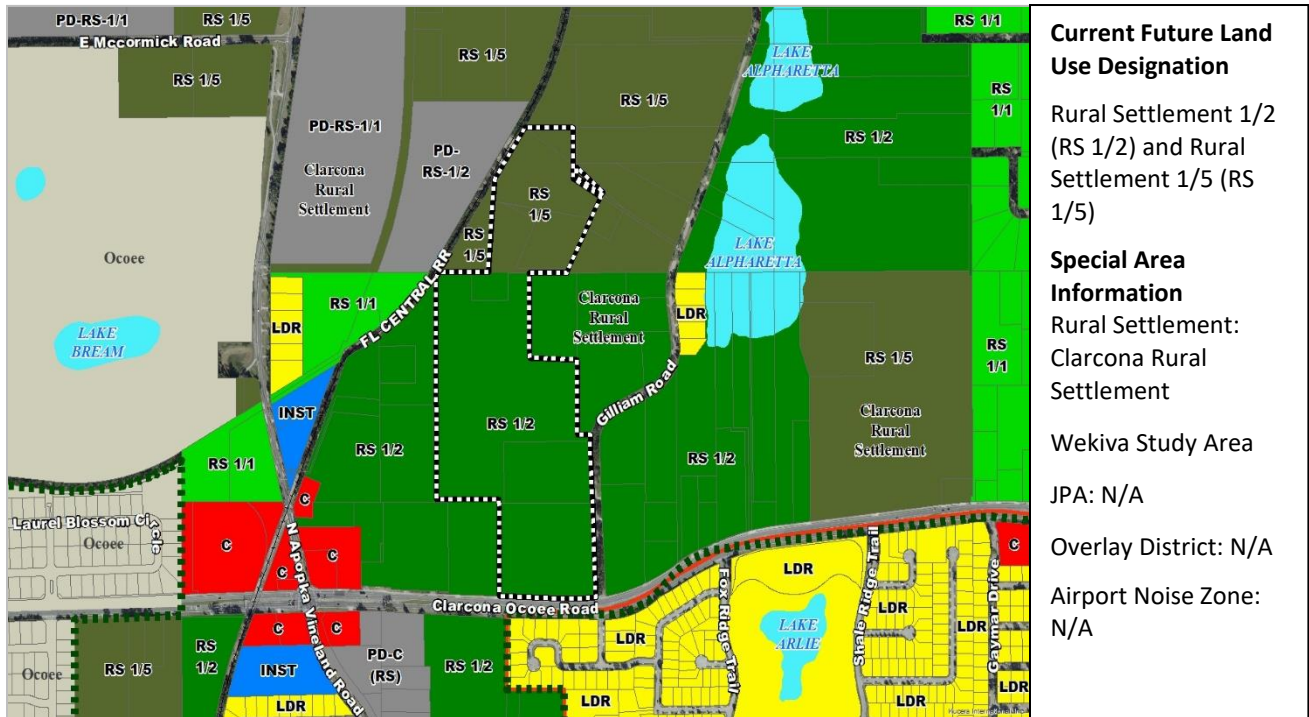 PD-RS-1/1
RS 1/5
E Mccormick Road
RS 1/5
RS 1/5
RS 1/1
LAKE
ALPHARETTA
RS
1/1
PD-RS-1/1
Clarcona
Rural
Settlement
PD-
RS-1/2
RS 1/5
RS 1/2
RS
1/5
RS
1/5
LAKE
ALPHARETTA
Ocoee
LAKE
BREAM
LDR
RS 1/1
FL CENTRAL RR
Clarcona
Rural
Settlement
LDR
RS 1/5
RS
1/1
INST
Gilliam Road
Clarcona
Rural
Settlement
RS 1/1
RS 1/2
RS 1/2
RS 1/2
C
Laurel Blossom Circle
Ocoee
C
C
C
N Apopka Vineland Road
Clarcona Ocoee Road
LDR
Fox Ridge Trail
Shale Ridge Trail
LDR
Gaymar Drive
C
LAKE
ARLIE
LDR
LDR
Ocoee
RS 1/5
RS
1/2
C
C
INST
PD-C
(RS)
RS 1/2
LDR
LDR
LDR
LDR
LDR
Current Future Land
Use Designation
Rural Settlement 1/2
(RS 1/2) and Rural
Settlement 1/5 (RS
1/5)
Special Area
Information
Rural Settlement:
Clarcona Rural
Settlement
Wekiva Study Area
JPA: N/A
Overlay District: N/A
Airport Noise Zone:
N/A